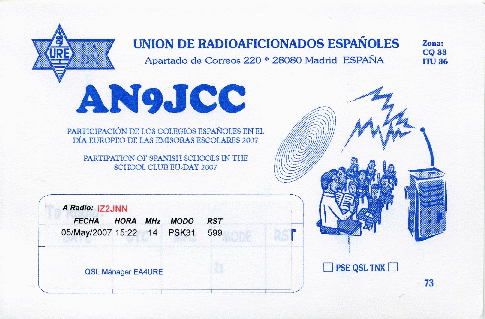 URE
UNION DE RADIOAFICIONADOS ESPAÑOLES
Apartado de Correos 220 * 28080 Madrid ESPAÑA
Zona:
CQ 33
ITU 36
AN9JCC
PARTICIPACIÓN DE LOS COLEGIOS ESPAÑOLES EN EL
DÍA EUROPEO DE LAS EMISORAS ESCOLARES 2007
PARTIPATION OF SPANISH SCHOOLS IN THE
SCHOOL CLUB EU-DAY 2007
A Radio: IZ2JNN
FECHA HORA MHz MODO RST
05/May/2007 15:22 14 PSK31 599
QSL Manager EA4URE
PSE QSL TNX
73